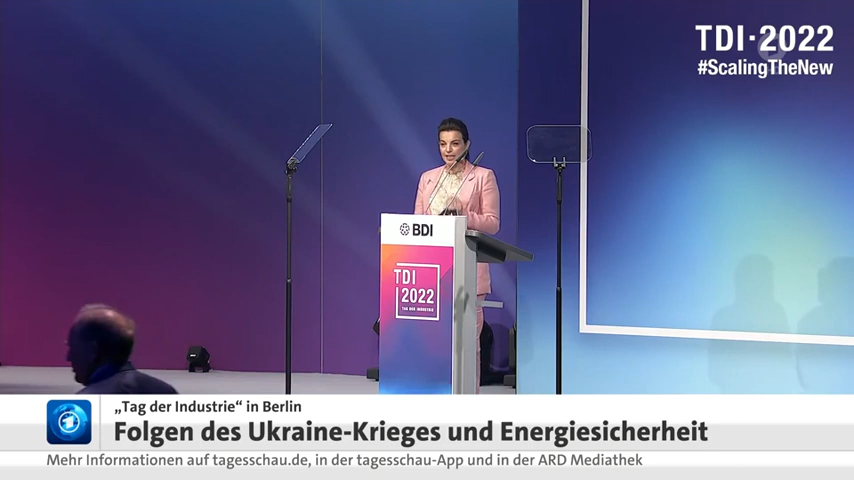 TDI·2022
#ScalingTheNew
BDI
TDI
2022
TAG DER INDUSTRIE
„Tag der Industrie“ in Berlin
Folgen des Ukraine-Krieges und Energiesicherheit
Mehr Informationen auf tagesschau.de, in der tagesschau-App und in der ARD Mediathek